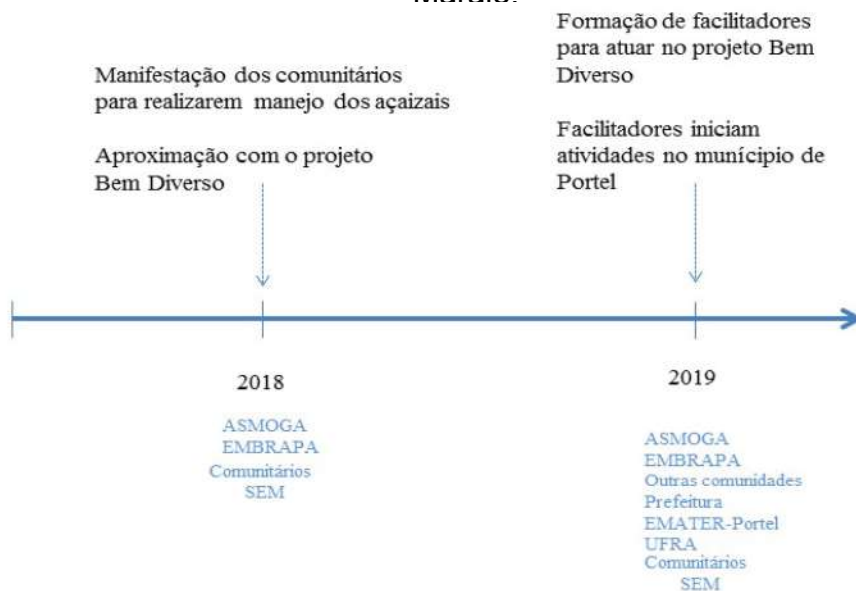 Manifestação dos comunitários
para realizarem manejo dos açaizais
Aproximação com o projeto
Bem Diverso
Formação de facilitadores
para atuar no projeto Bem
Diverso
Facilitadores iniciam
atividades no munícipio de
Portel
2018
ASMOGA
EMBRAPA
Comunitários
SEM
2019
ASMOGA
EMBRAPA
Outras comunidades
Prefeitura
EMATER-Portel
UFRA
Comunitários
SEM